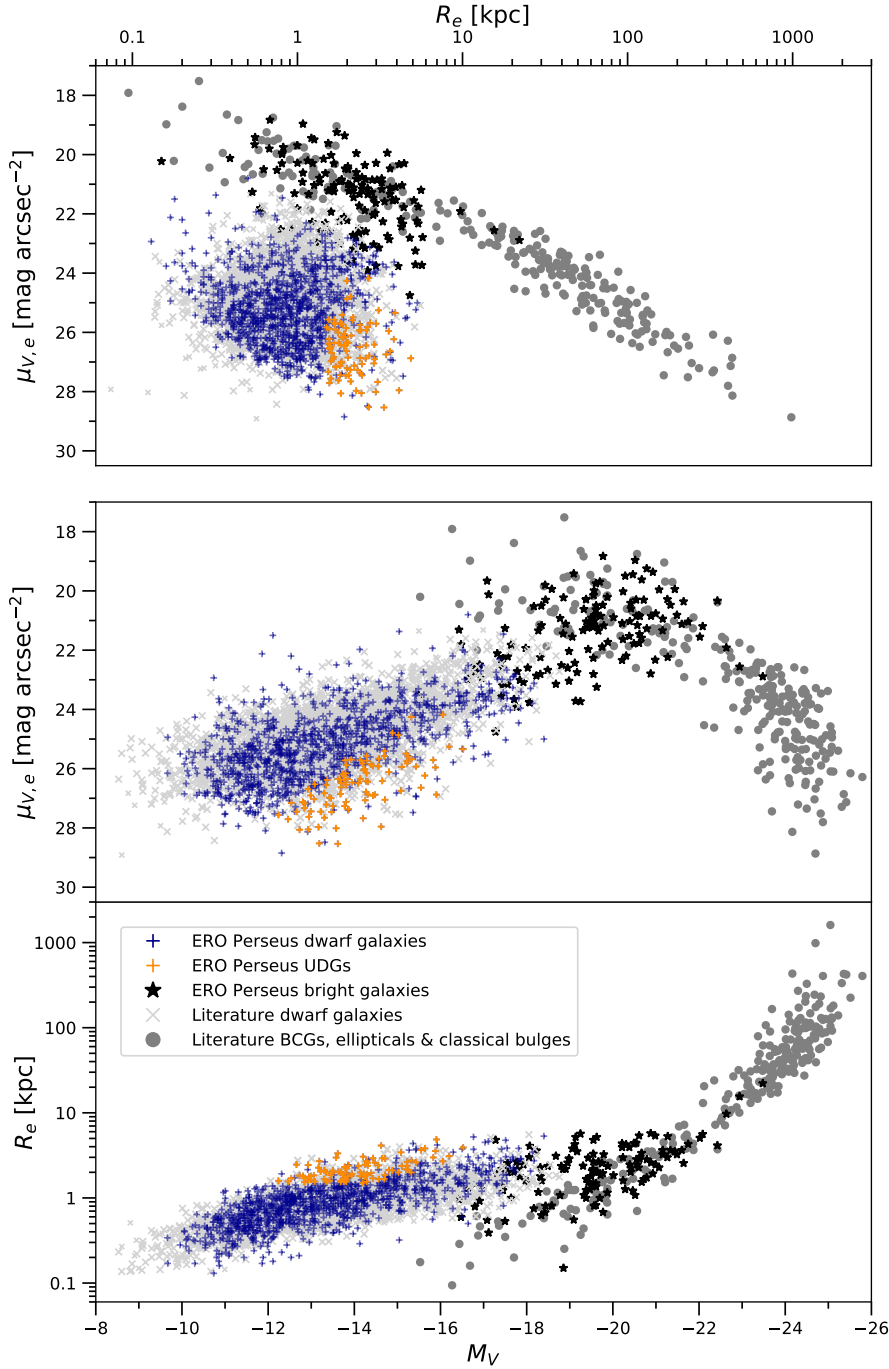 R_e [kpc]
0.1 1 10 100 1000
18
20
22
24
26
28
30
μ_{V,e} [mag arcsec⁻²]
18
20
22
24
26
28
30
μ_{V,e} [mag arcsec⁻²]
ERO Perseus dwarf galaxies
ERO Perseus UDGs
ERO Perseus bright galaxies
Literature dwarf galaxies
Literature BCGs, ellipticals & classical bulges
1000
100
10
1
0.1
R_e [kpc]
−8 −10 −12 −14 −16 −18 −20 −22 −24 −26
M_V